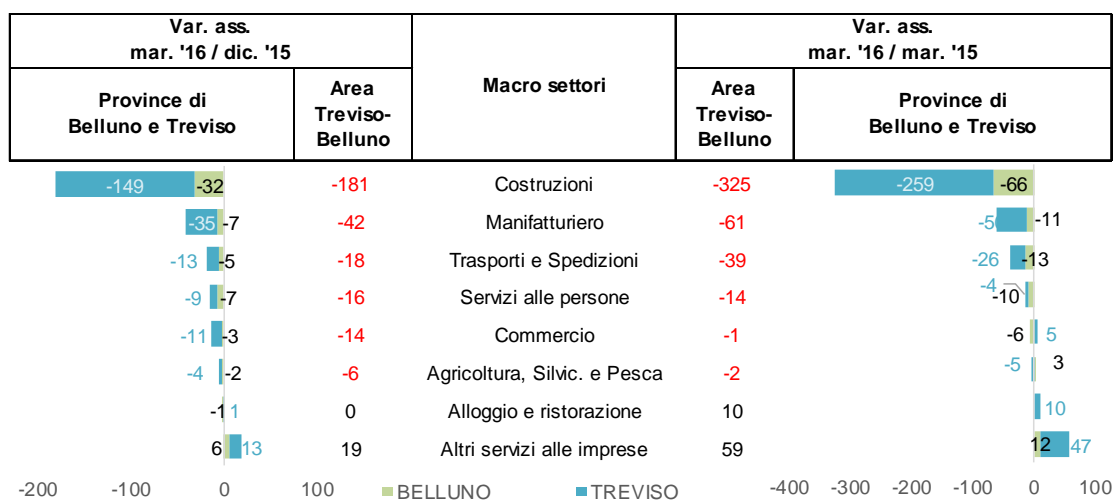 Var. ass.
mar. '16 / dic. '15
Macro settori
Var. ass.
mar. '16 / mar. '15
Province di
Belluno e Treviso
Area
Treviso-
Belluno
Area
Treviso-
Belluno
Province di
Belluno e Treviso
-149 -32 -181 Costruzioni -325 -259 -66
-35 -7 -42 Manifatturiero -61 -11
-13 -5 -18 Trasporti e Spedizioni -39 -26 -13
-9 -7 -16 Servizi alle persone -14 -4 -10
-11 -3 -14 Commercio -1 -6 5
-4 -2 -6 Agricoltura, Silvic. e Pesca -2 -5 3
-1 1 0 Alloggio e ristorazione 10 10
6 13 19 Altri servizi alle imprese 59 12 47
-200 -100 0 100 BELLUNO TREVISO -400 -300 -200 -100 0 100